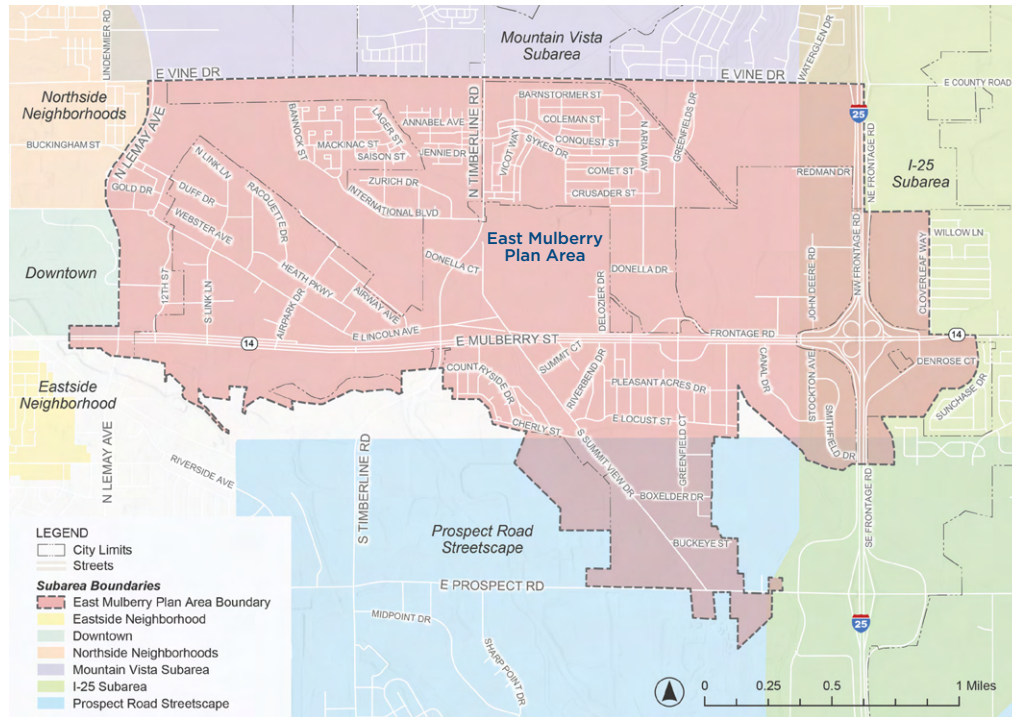 LINDENMIER RD
Mountain Vista
Subarea
WATERGLEN DR
E VINE DR
E VINE DR
E COUNTY ROAD
Northside
Neighborhoods
25
N LEMAY AVE
BUCKINGHAM ST
BANNOCK ST
LAGER ST
ANNABEL AVE
MACKINAC ST
SAISON ST
JENNIE DR
ZURICH DR
INTERNATIONAL BLVD
N TIMBERLINE RD
BARNSTORMER ST
COLEMAN ST
VICOT WAY
SYKES DR
CONQUEST ST
COMET ST
CRUSADER ST
N ARIA WAY
GREENFIELDS DR
NE FRONTAGE RD
REDMAN DR
I-25
Subarea
GOLD DR
N LINK LN
DUFF DR
RACQUETTE DR
WEBSTER AVE
East Mulberry
Plan Area
NW FRONTAGE RD
WILLOW LN
CLOVERLEAF WAY
Downtown
DONELLA CT
DONELLA DR
12TH ST
S LINK LN
HEATH PKWY
AIRPARK DR
AIRWAY AVE
DELOZIER DR
JOHN DEERE RD
E LINCOLN AVE
E MULBERRY ST
FRONTAGE RD
14
14
COUNTRYSIDE DR
SUMMIT CT
RIVERBEND DR
PLEASANT ACRES DR
CANAL DR
STOCKTON AVE
SMITHFIELD DR
DENROSE CT
SUNCHASE DR
Eastside
Neighborhood
CHERLY ST
E LOCUST ST
GREENFIELD CT
N LEMAY AVE
RIVERSIDE AVE
S TIMBERLINE RD
S SUMMIT VIEW DR
BOXELDER DR
BUCKEYE ST
SE FRONTAGE RD
Prospect Road
Streetscape
E PROSPECT RD
MIDPOINT DR
SHARP POINT DR
25
LEGEND
City Limits
Streets
Subarea Boundaries
East Mulberry Plan Area Boundary
Eastside Neighborhood
Downtown
Northside Neighborhoods
Mountain Vista Subarea
I-25 Subarea
Prospect Road Streetscape
0 0.25 0.5 1 Miles